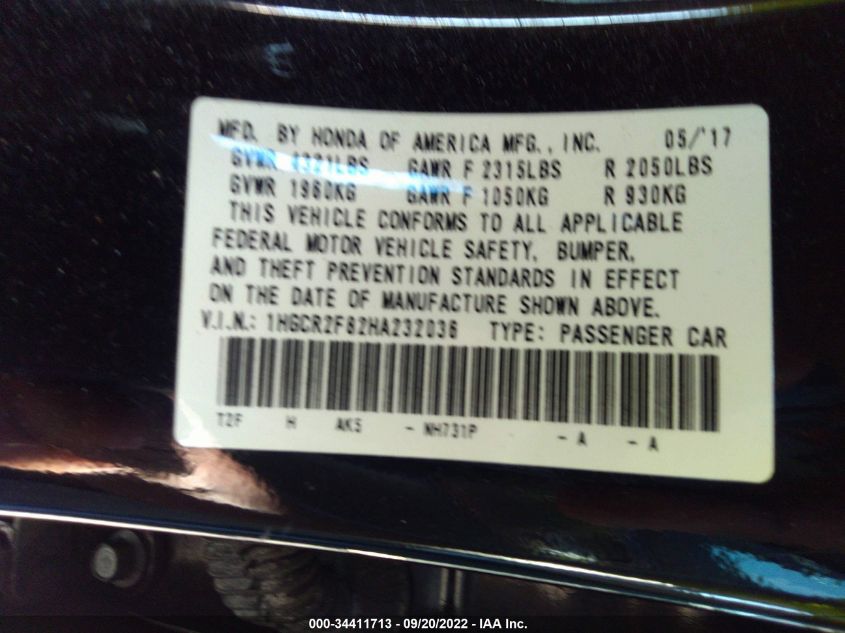 MFD. BY HONDA OF AMERICA MFG., INC. 05/'17
GVWR 4321LBS GAWR F 2315LBS R 2050LBS
GVWR 1960KG GAWR F 1050KG R 930KG
THIS VEHICLE CONFORMS TO ALL APPLICABLE
FEDERAL MOTOR VEHICLE SAFETY, BUMPER,
AND THEFT PREVENTION STANDARDS IN EFFECT
ON THE DATE OF MANUFACTURE SHOWN ABOVE.
V.I.N.: 1HGCR2F82HA232036 TYPE: PASSENGER CAR
T2F H AK5 - NH731P - A - A
000-34411713 - 09/20/2022 - IAA Inc.